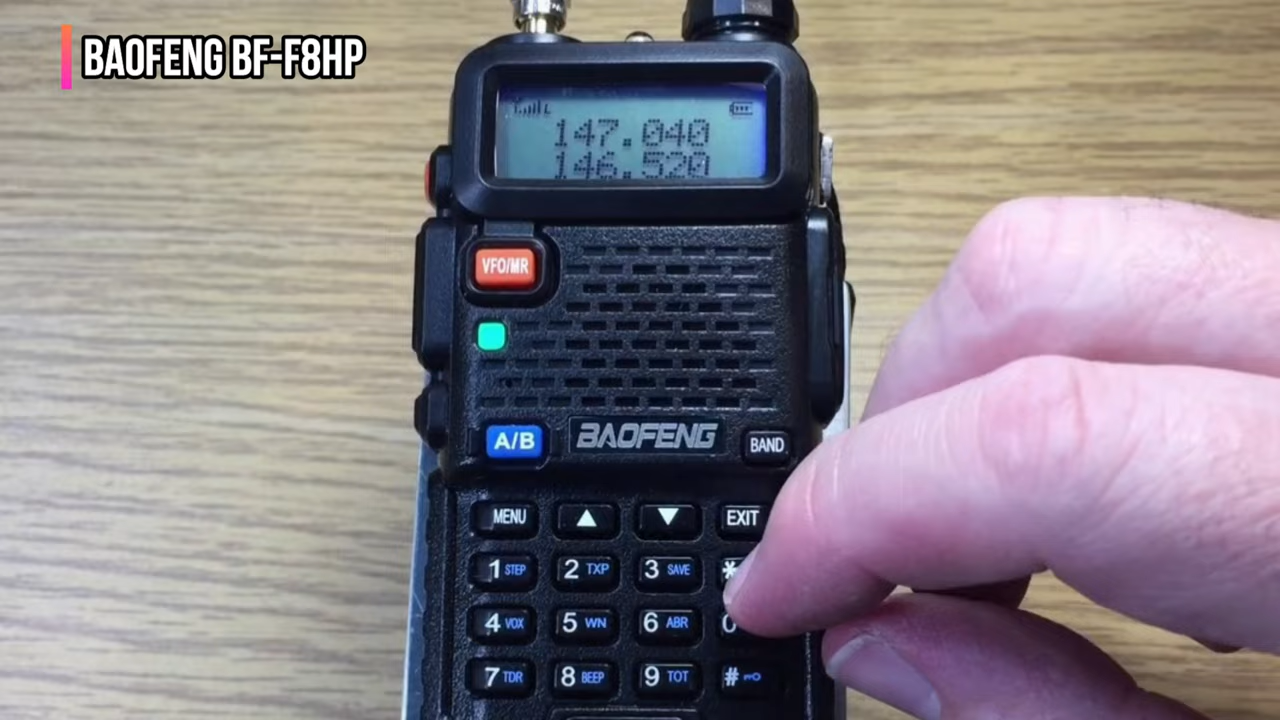 BAOFENG BF-F8HP
L
147.040
146.520
VFO/MR
A/B
BAOFENG
BAND
MENU ▲ ▼ EXIT
1 STEP 2 TXP 3 SAVE *
4 VOX 5 WN 6 ABR 0
7 TDR 8 BEEP 9 TOT #